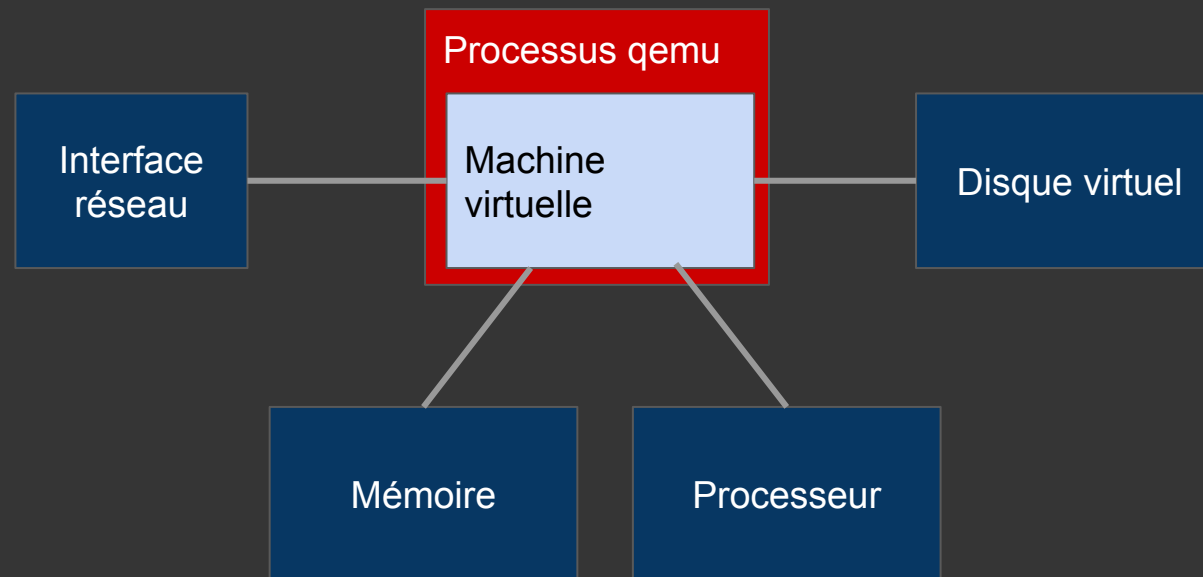 Processus qemu
Interface
réseau
Machine
virtuelle
Disque virtuel
Mémoire
Processeur